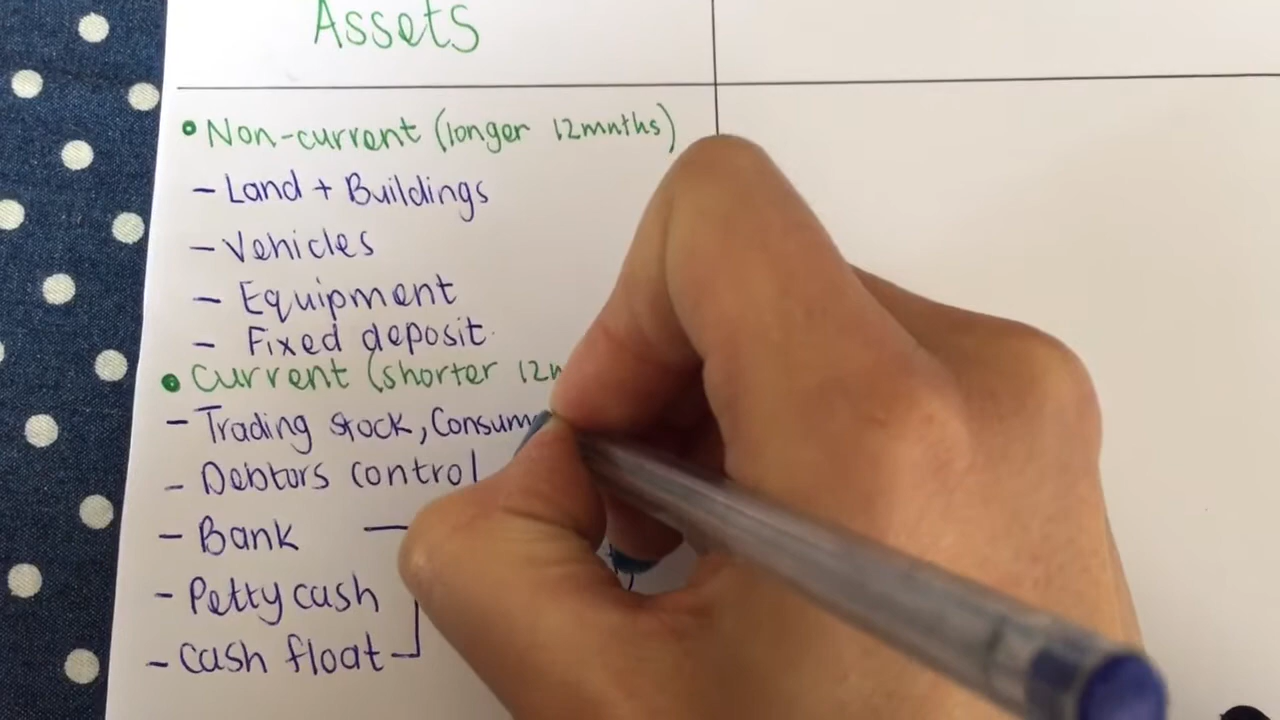 Assets
• Non-current (longer 12mnths)
- Land + Buildings
- Vehicles
- Equipment
- Fixed deposit
• Current (shorter
- Trading stock,
- Debtors control
- Bank
- Petty cash
- Cash float